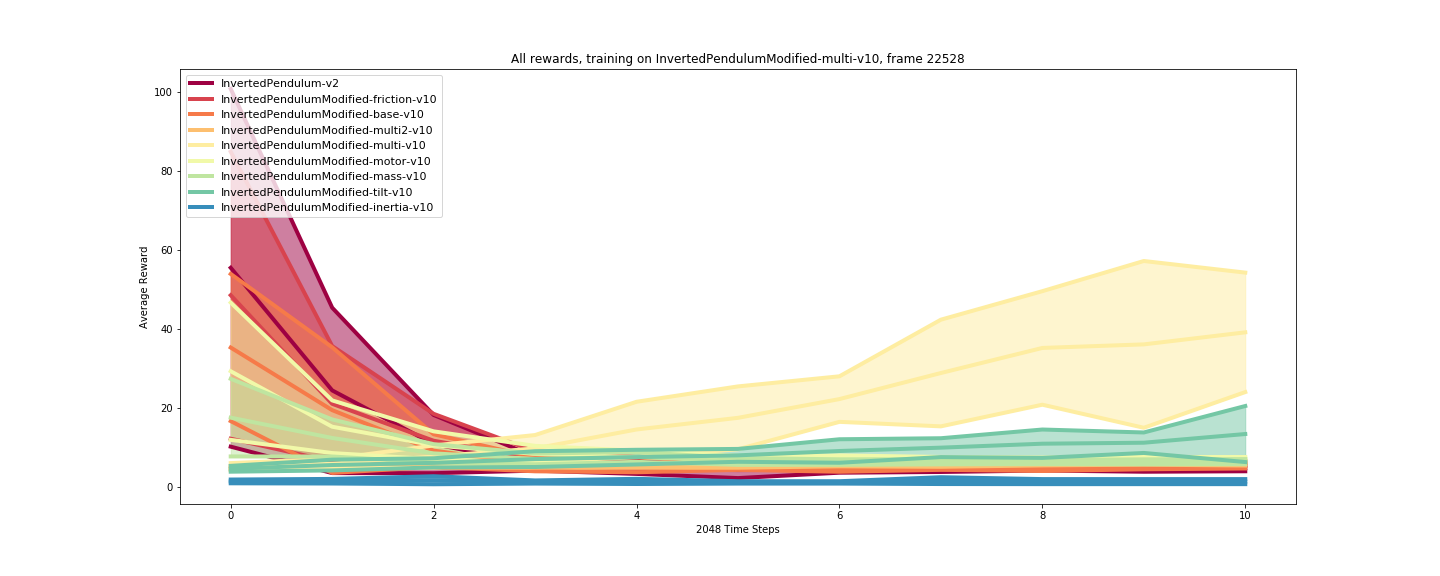 All rewards, training on InvertedPendulumModified-multi-v10, frame 22528
InvertedPendulum-v2
InvertedPendulumModified-friction-v10
InvertedPendulumModified-base-v10
InvertedPendulumModified-multi2-v10
InvertedPendulumModified-multi-v10
InvertedPendulumModified-motor-v10
InvertedPendulumModified-mass-v10
InvertedPendulumModified-tilt-v10
InvertedPendulumModified-inertia-v10
100
80
60
40
20
0
Average Reward
0 2 4 6 8 10
2048 Time Steps